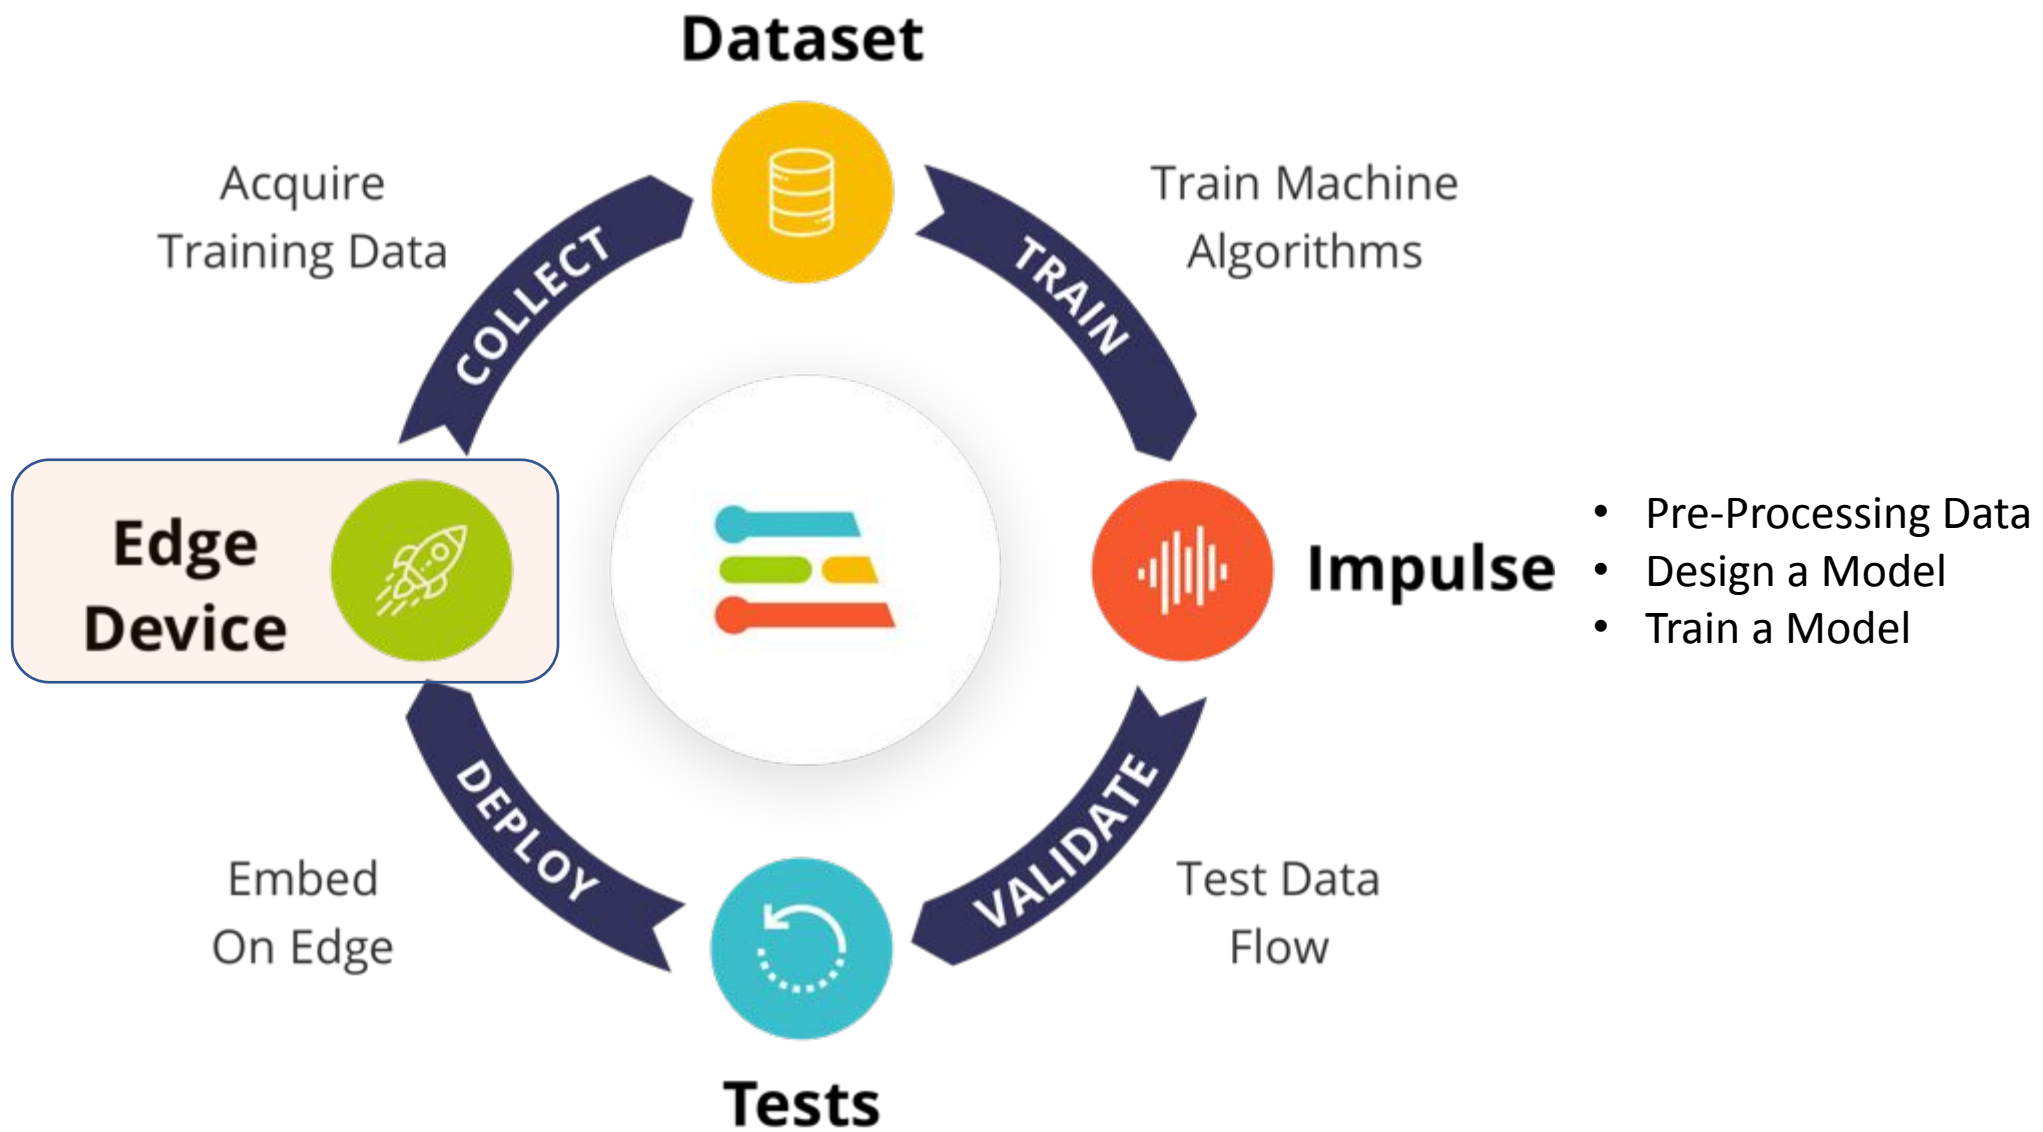 Dataset
Acquire
Training Data
COLLECT
TRAIN
Train Machine
Algorithms
Edge
Device
Impulse
• Pre-Processing Data
• Design a Model
• Train a Model
DEPLOY
VALIDATE
Embed
On Edge
Test Data
Flow
Tests